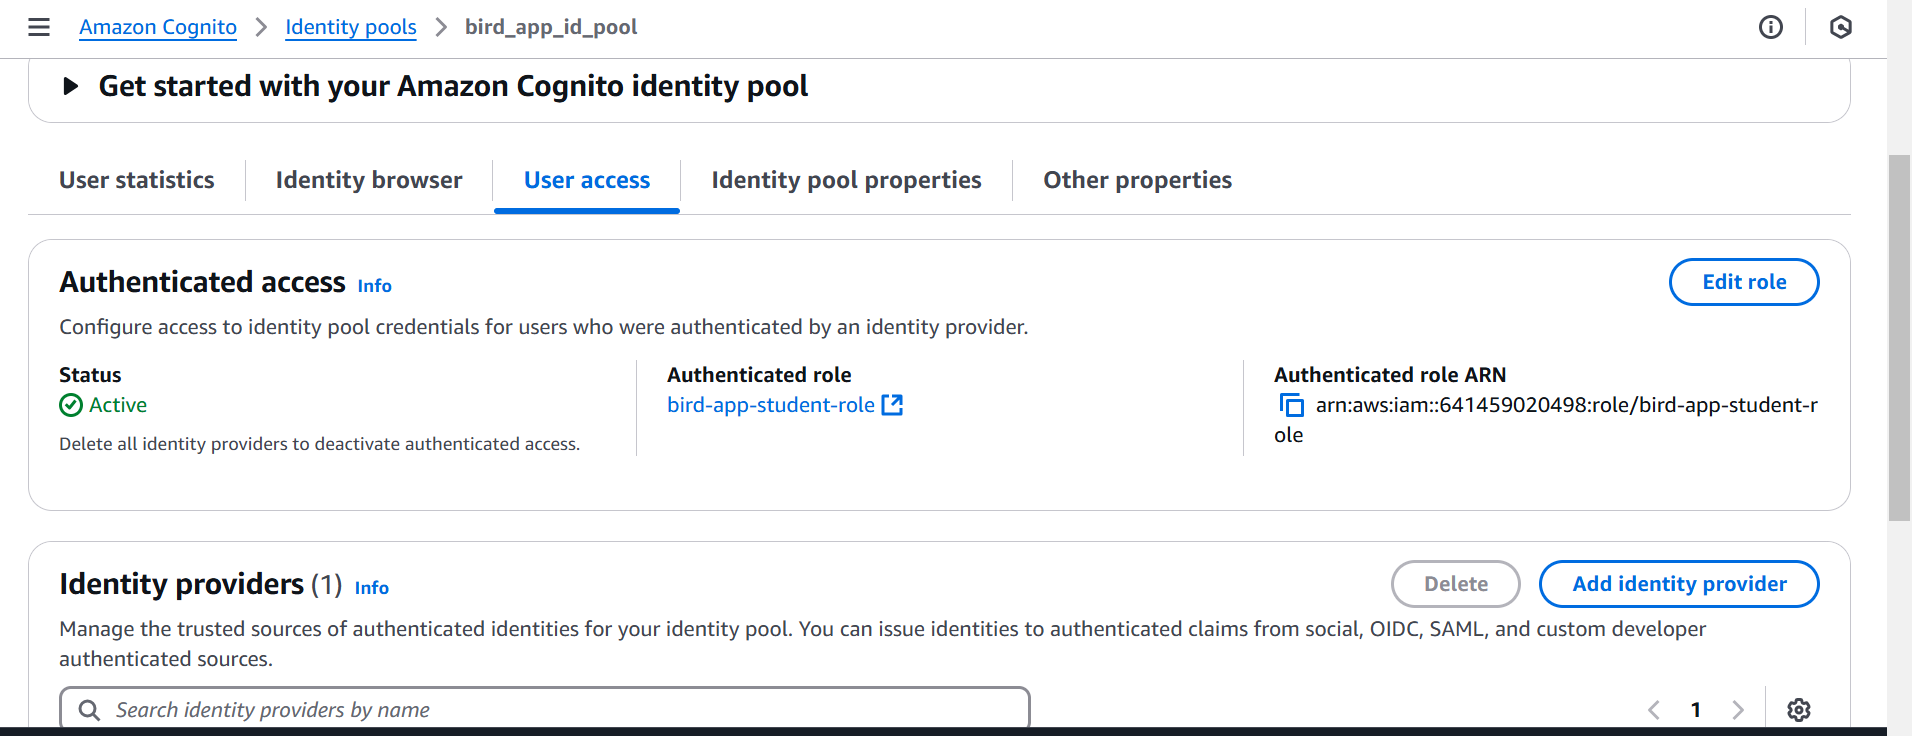 Amazon Cognito > Identity pools > bird_app_id_pool
Get started with your Amazon Cognito identity pool
User statistics
Identity browser
User access
Identity pool properties
Other properties
Authenticated access Info
Edit role
Configure access to identity pool credentials for users who were authenticated by an identity provider.
Status
Active
Delete all identity providers to deactivate authenticated access.
Authenticated role
bird-app-student-role
Authenticated role ARN
arn:aws:iam::641459020498:role/bird-app-student-r
ole
Identity providers (1) Info
Delete
Add identity provider
Manage the trusted sources of authenticated identities for your identity pool. You can issue identities to authenticated claims from social, OIDC, SAML, and custom developer
authenticated sources.
Search identity providers by name
1